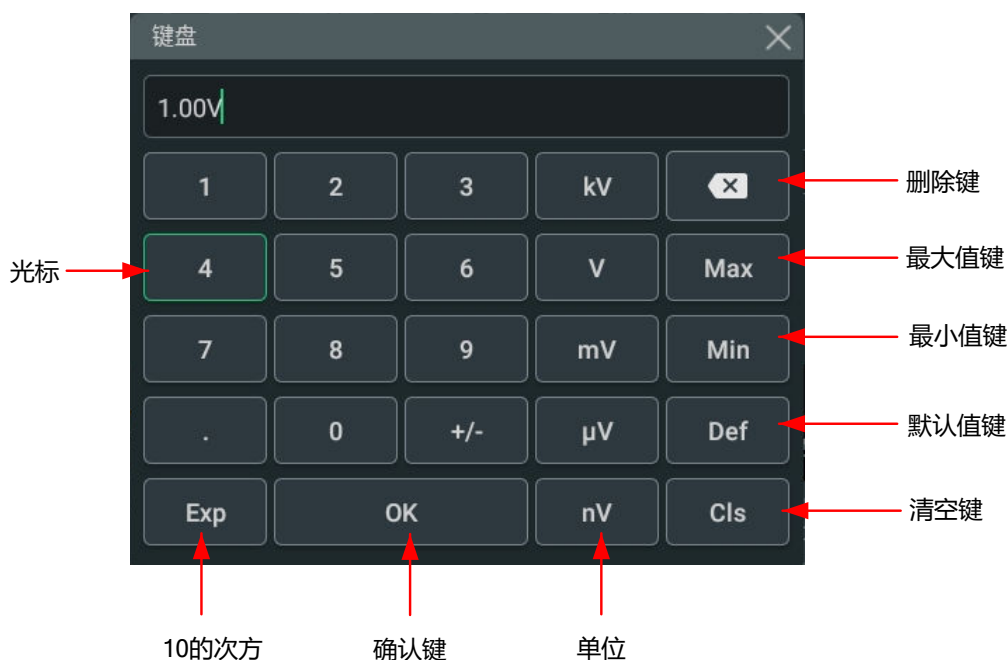 键盘
1.00V
1 2 3 kV
删除键
光标
4 5 6 V Max
最大值键
7 8 9 mV Min
最小值键
. 0 +/- µV Def
默认值键
Exp OK nV Cls
清空键
10的次方 确认键 单位